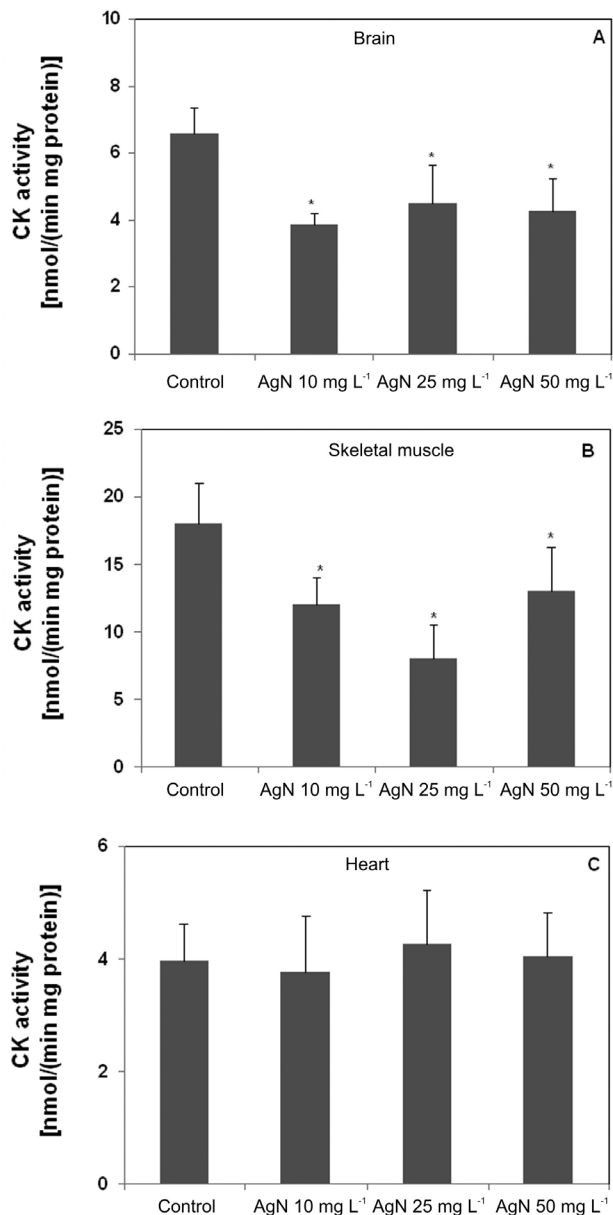 Brain
A
CK activity
[nmol/(min mg protein)]
10
8
6
4
2
0
*
*
*
Control
AgN 10 mg L⁻¹
AgN 25 mg L⁻¹
AgN 50 mg L⁻¹
Skeletal muscle
B
CK activity
[nmol/(min mg protein)]
25
20
15
10
5
0
*
*
*
Control
AgN 10 mg L⁻¹
AgN 25 mg L⁻¹
AgN 50 mg L⁻¹
Heart
C
CK activity
[nmol/(min mg protein)]
6
4
2
0
Control
AgN 10 mg L⁻¹
AgN 25 mg L⁻¹
AgN 50 mg L⁻¹